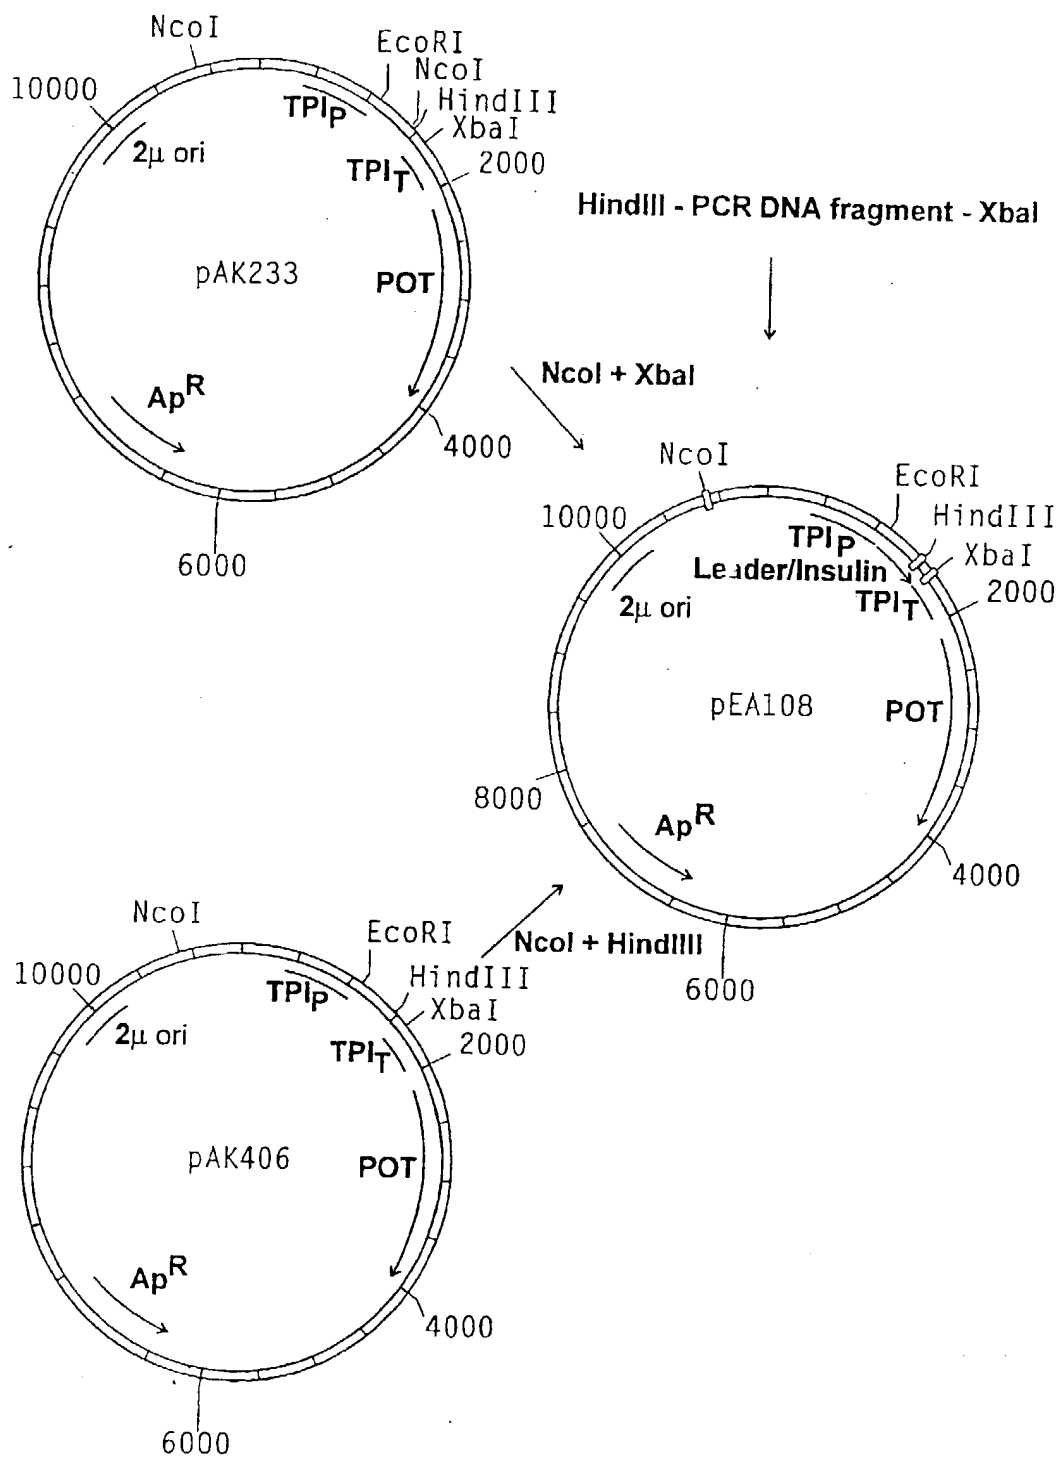 NcoI
EcoRI
NcoI
HindIII
XbaI
2000
10000
TPIP
2µ ori
TPIT
HindIII - PCR DNA fragment - XbaI
pAK233
POT
NcoI + XbaI
ApR
4000
6000
NcoI
EcoRI
HindIII
XbaI
2000
10000
TPIP
Leader/Insulin
TPIT
2µ ori
pEA108
POT
8000
ApR
4000
6000
NcoI
EcoRI
NcoI + HindIIII
HindIII
XbaI
2000
10000
TPIP
2µ ori
TPIT
pAK406
POT
ApR
4000
6000